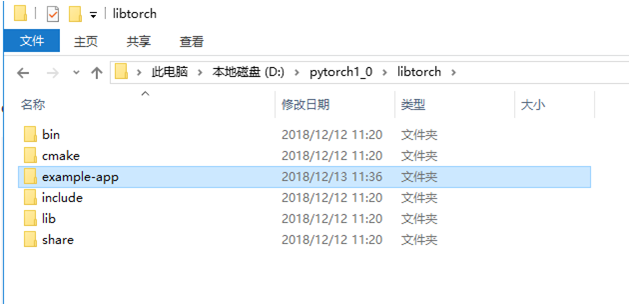 libtorch
文件 主页 共享 查看
此电脑 本地磁盘 (D:) pytorch1_0 libtorch
名称 修改日期 类型 大小
bin 2018/12/12 11:20 文件夹
cmake 2018/12/12 11:20 文件夹
example-app 2018/12/13 11:36 文件夹
include 2018/12/12 11:20 文件夹
lib 2018/12/12 11:20 文件夹
share 2018/12/12 11:20 文件夹